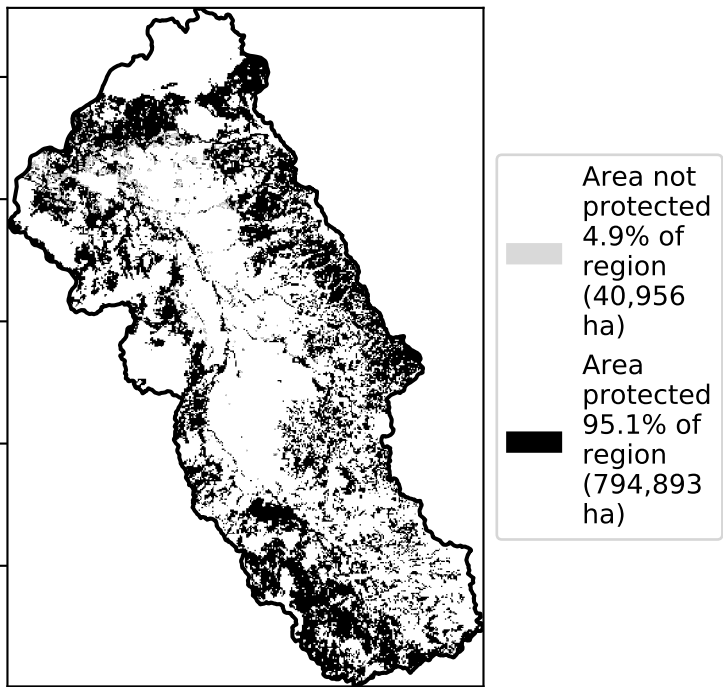 Area not
protected
4.9% of
region
(40,956
ha)
Area
protected
95.1% of
region
(794,893
ha)